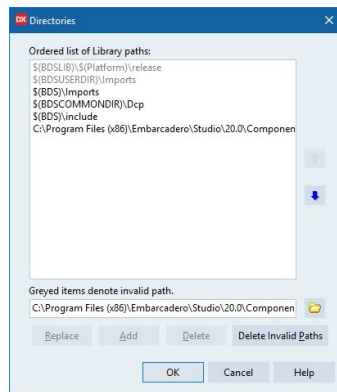 DX Directories
Ordered list of Library paths:
$(BDSLIB)\$(Platform)\release
$(BDSUSERDIR)\Imports
$(BDS)\Imports
$(BDSCOMMONDIR)\Dcp
$(BDS)\include
C:\Program Files (x86)\Embarcadero\Studio\20.0\Componen
Greyed items denote invalid path.
C:\Program Files (x86)\Embarcadero\Studio\20.0\Componen
Replace Add Delete Delete Invalid Paths
OK Cancel Help